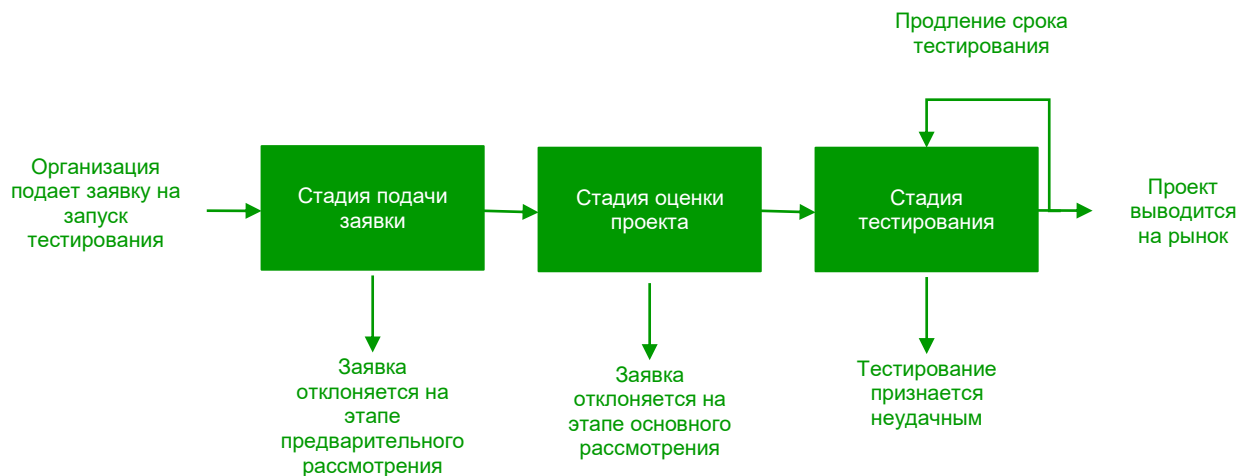 Продление срока
тестирования
Организация
подает заявку на
запуск
тестирования
Стадия подачи
заявки
Стадия оценки
проекта
Стадия
тестирования
Проект
выводится
на рынок
Заявка
отклоняется на
этапе
предварительного
рассмотрения
Заявка
отклоняется на
этапе основного
рассмотрения
Тестирование
признается
неудачным